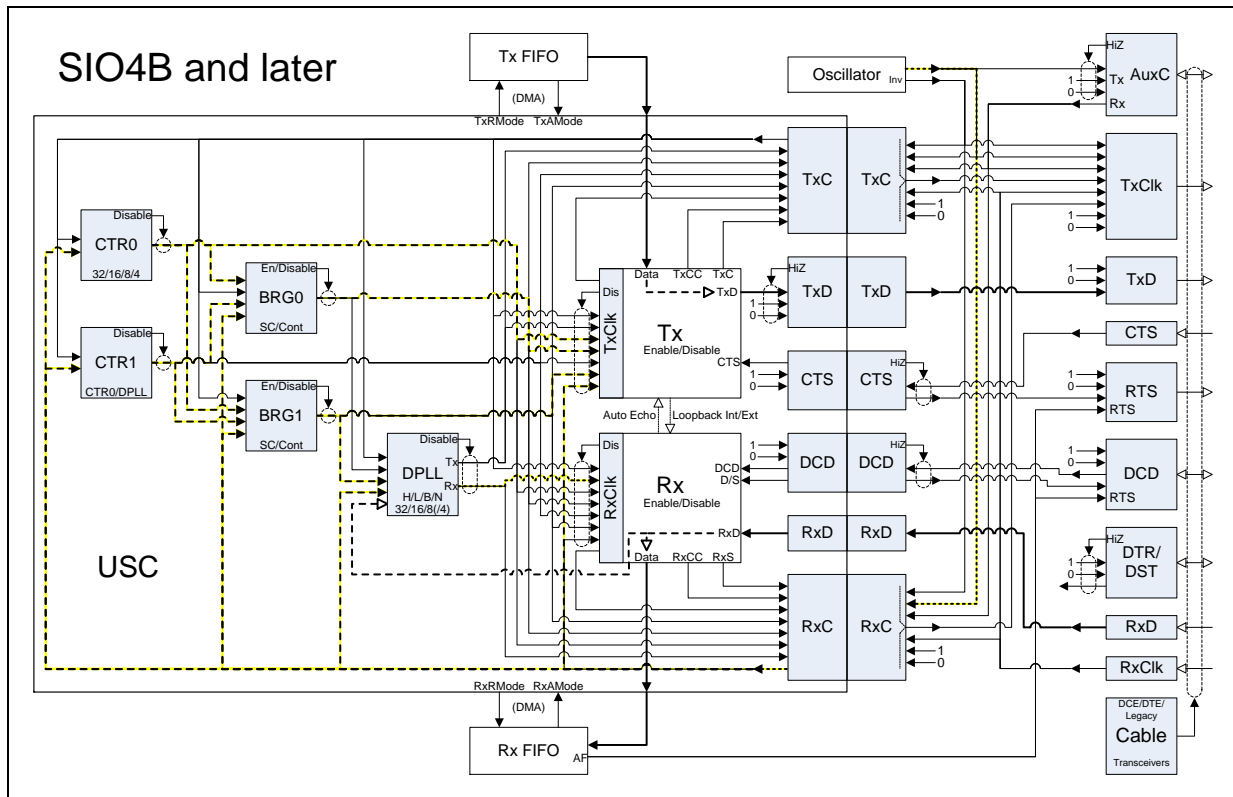 SIO4B and later
Tx FIFO
(DMA)
TxRMode TxAMode
Oscillator
Inv
HiZ
Tx
1
0
Rx
AuxC
TxC
TxC
1
0
TxClk
1
0
Disable
CTR0
32/16/8/4
En/Disable
BRG0
SC/Cont
Disable
CTR1
CTR0/DPLL
En/Disable
BRG1
SC/Cont
Disable
Tx
DPLL
Rx
H/L/B/N
32/16/8(/4)
USC
Data TxCC TxC
TxD
Dis
TxClk
Tx
Enable/Disable
CTS
HiZ
1
0
TxD
TxD
1
0
TxD
1
0
CTS
CTS
HiZ
CTS
1
0
RTS
RTS
Auto Echo
Loopback Int/Ext
Dis
RxClk
Rx
Enable/Disable
DCD
D/S
RxD
Data RxCC RxS
1
0
DCD
DCD
HiZ
1
0
DCD
RTS
RxD
RxD
HiZ
1
0
DTR/
DST
RxC
RxC
1
0
RxD
RxClk
RxRMode RxAMode
(DMA)
Rx FIFO
AF
DCE/DTE/
Legacy
Cable
Transceivers